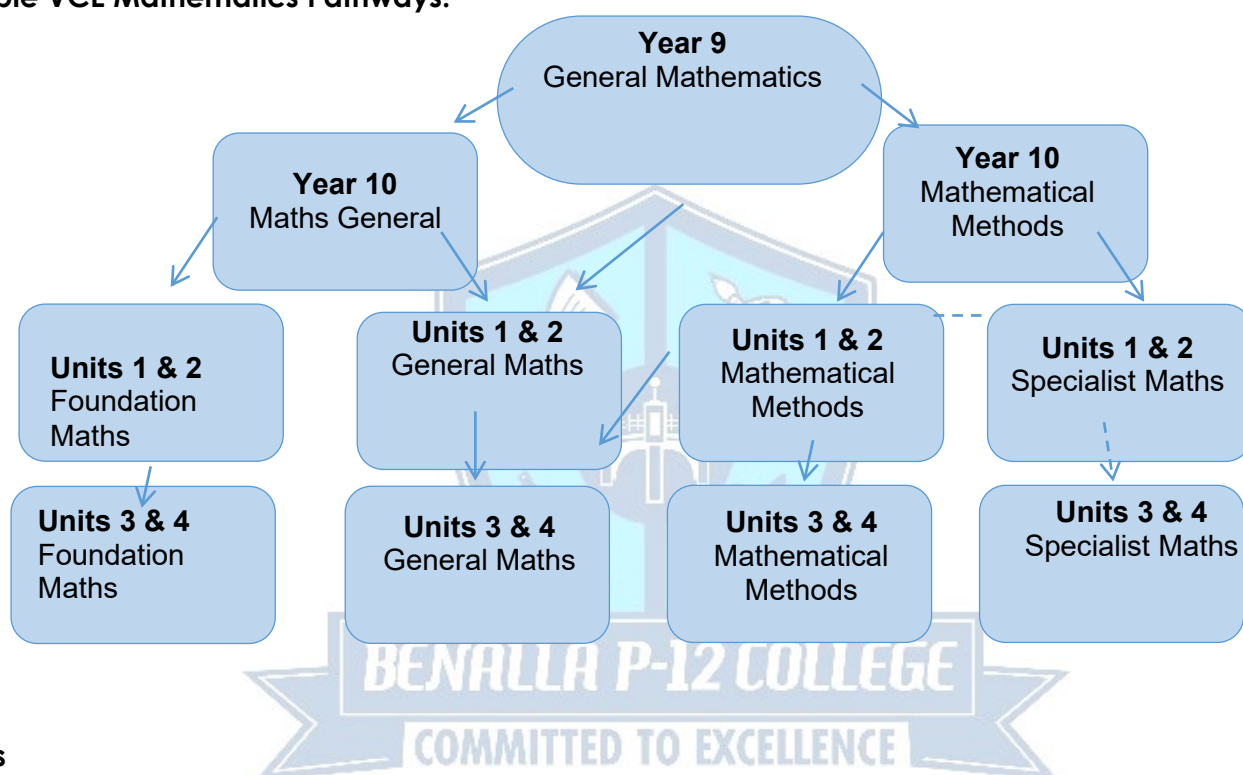 VCE Mathematics Pathways:
Year 9
General Mathematics
Year 10
Maths General
Year 10
Mathematical
Methods
Units 1 & 2
Foundation
Maths
Units 1 & 2
General Maths
Units 1 & 2
Mathematical
Methods
Units 1 & 2
Specialist Maths
Units 3 & 4
Foundation
Maths
Units 3 & 4
General Maths
Units 3 & 4
Mathematical
Methods
Units 3 & 4
Specialist Maths
BENALLA P-12 COLLEGE
COMMITTED TO EXCELLENCE